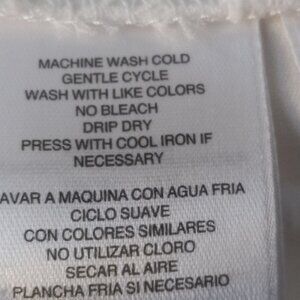 MACHINE WASH COLD
GENTLE CYCLE
WASH WITH LIKE COLORS
NO BLEACH
DRIP DRY
PRESS WITH COOL IRON IF
NECESSARY
AVAR A MAQUINA CON AGUA FRIA
CICLO SUAVE
CON COLORES SIMILARES
NO UTILIZAR CLORO
SECAR AL AIRE
PLANCHA FRIA SI NECESARIO